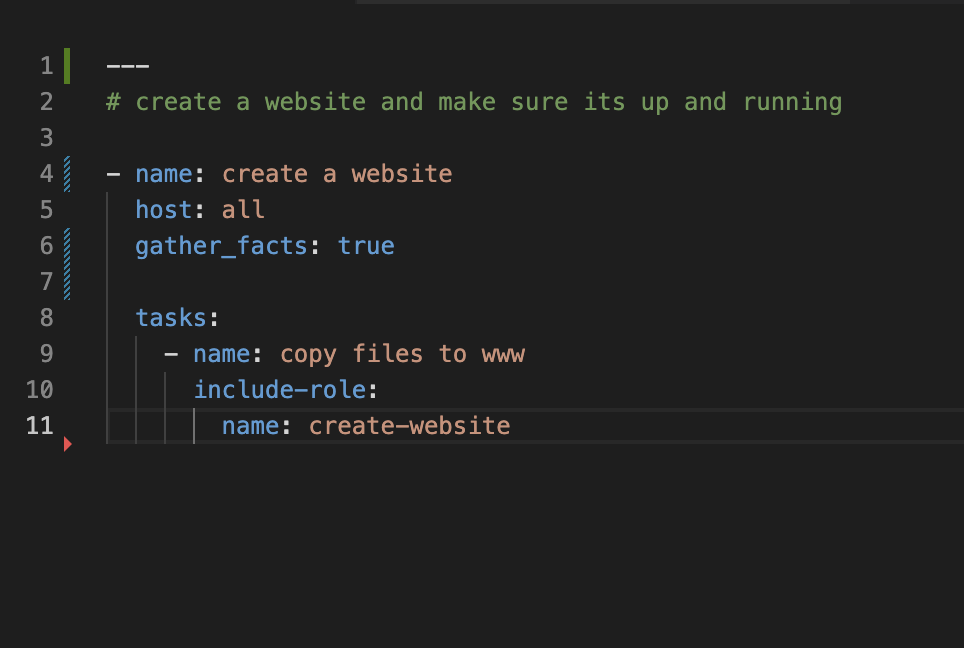 1 ---
2 # create a website and make sure its up and running
3
4 - name: create a website
5   host: all
6   gather_facts: true
7
8   tasks:
9     - name: copy files to www
10       include-role:
11         name: create-website